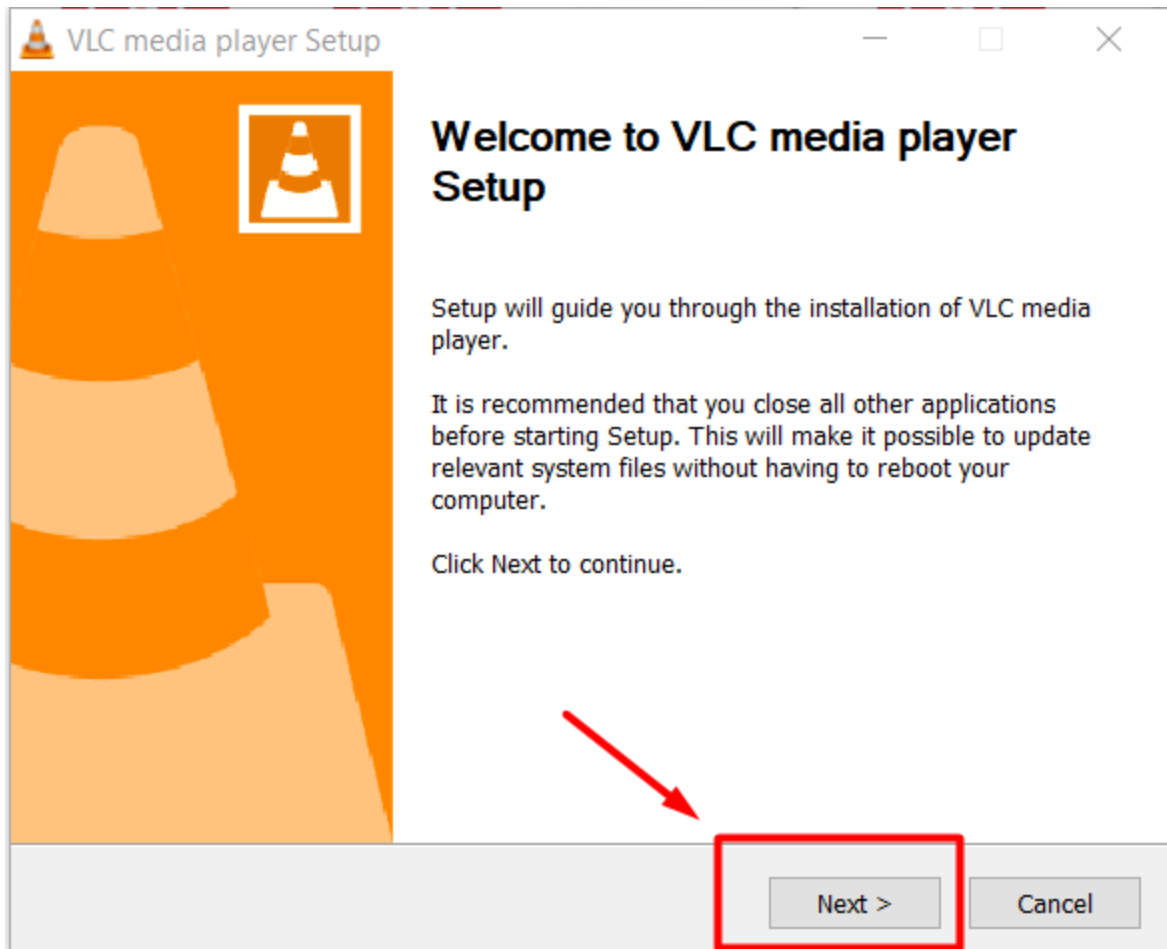 VLC media player Setup
Welcome to VLC media player
Setup
Setup will guide you through the installation of VLC media
player.
It is recommended that you close all other applications
before starting Setup. This will make it possible to update
relevant system files without having to reboot your
computer.
Click Next to continue.
Next >
Cancel